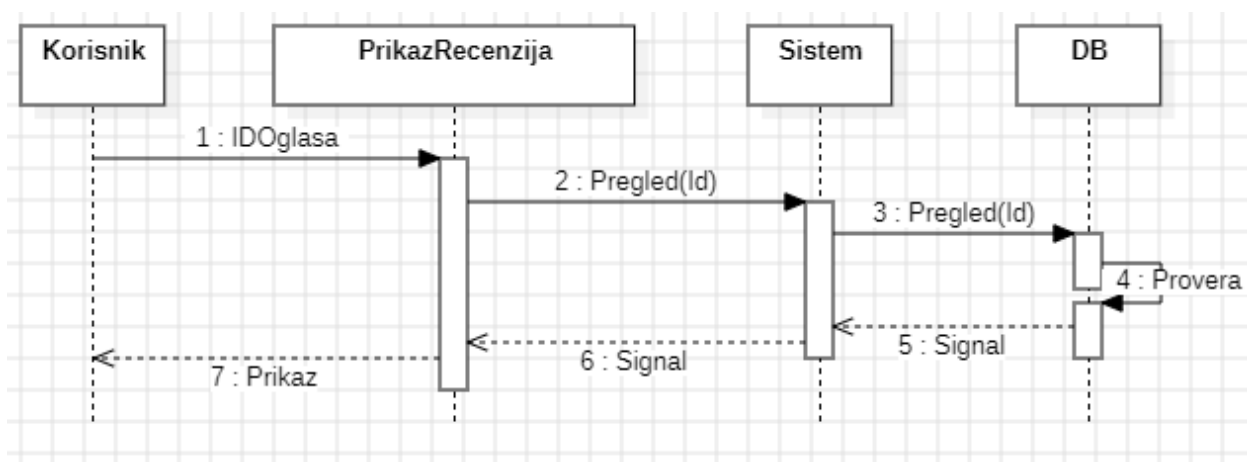 Korisnik
PrikazRecenzija
Sistem
DB
1 : IDOglasa
2 : Pregled(Id)
3 : Pregled(Id)
4 : Provera
5 : Signal
6 : Signal
7 : Prikaz